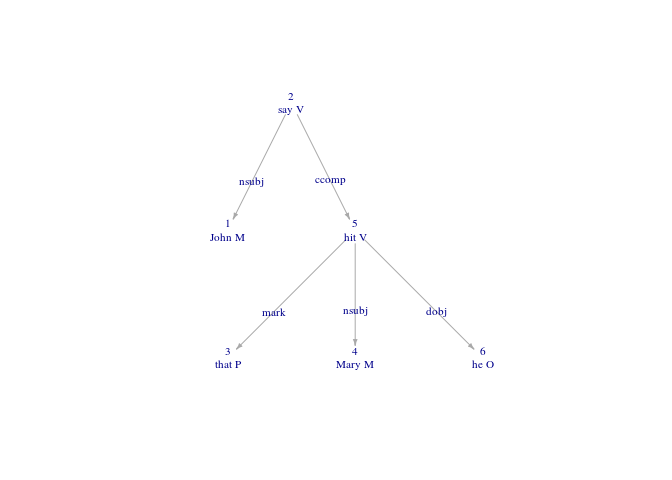 2
say V
nsubj
ccomp
1
John M
5
hit V
mark
nsubj
dobj
3
that P
4
Mary M
6
he O